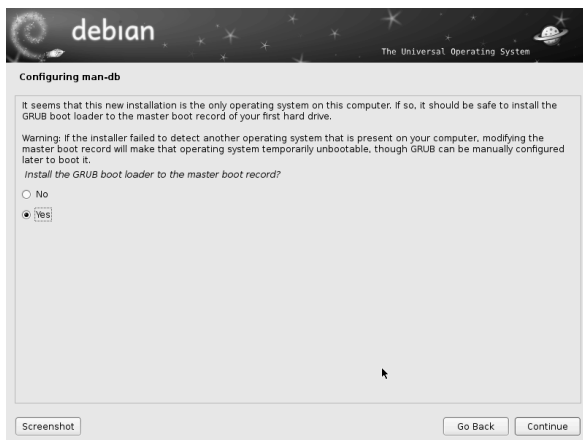 debian
The Universal Operating System
Configuring man-db
It seems that this new installation is the only operating system on this computer. If so, it should be safe to install the
GRUB boot loader to the master boot record of your first hard drive.
Warning: If the installer failed to detect another operating system that is present on your computer, modifying the
master boot record will make that operating system temporarily unbootable, though GRUB can be manually configured
later to boot it.
Install the GRUB boot loader to the master boot record?
No
Yes
Screenshot
Go Back
Continue